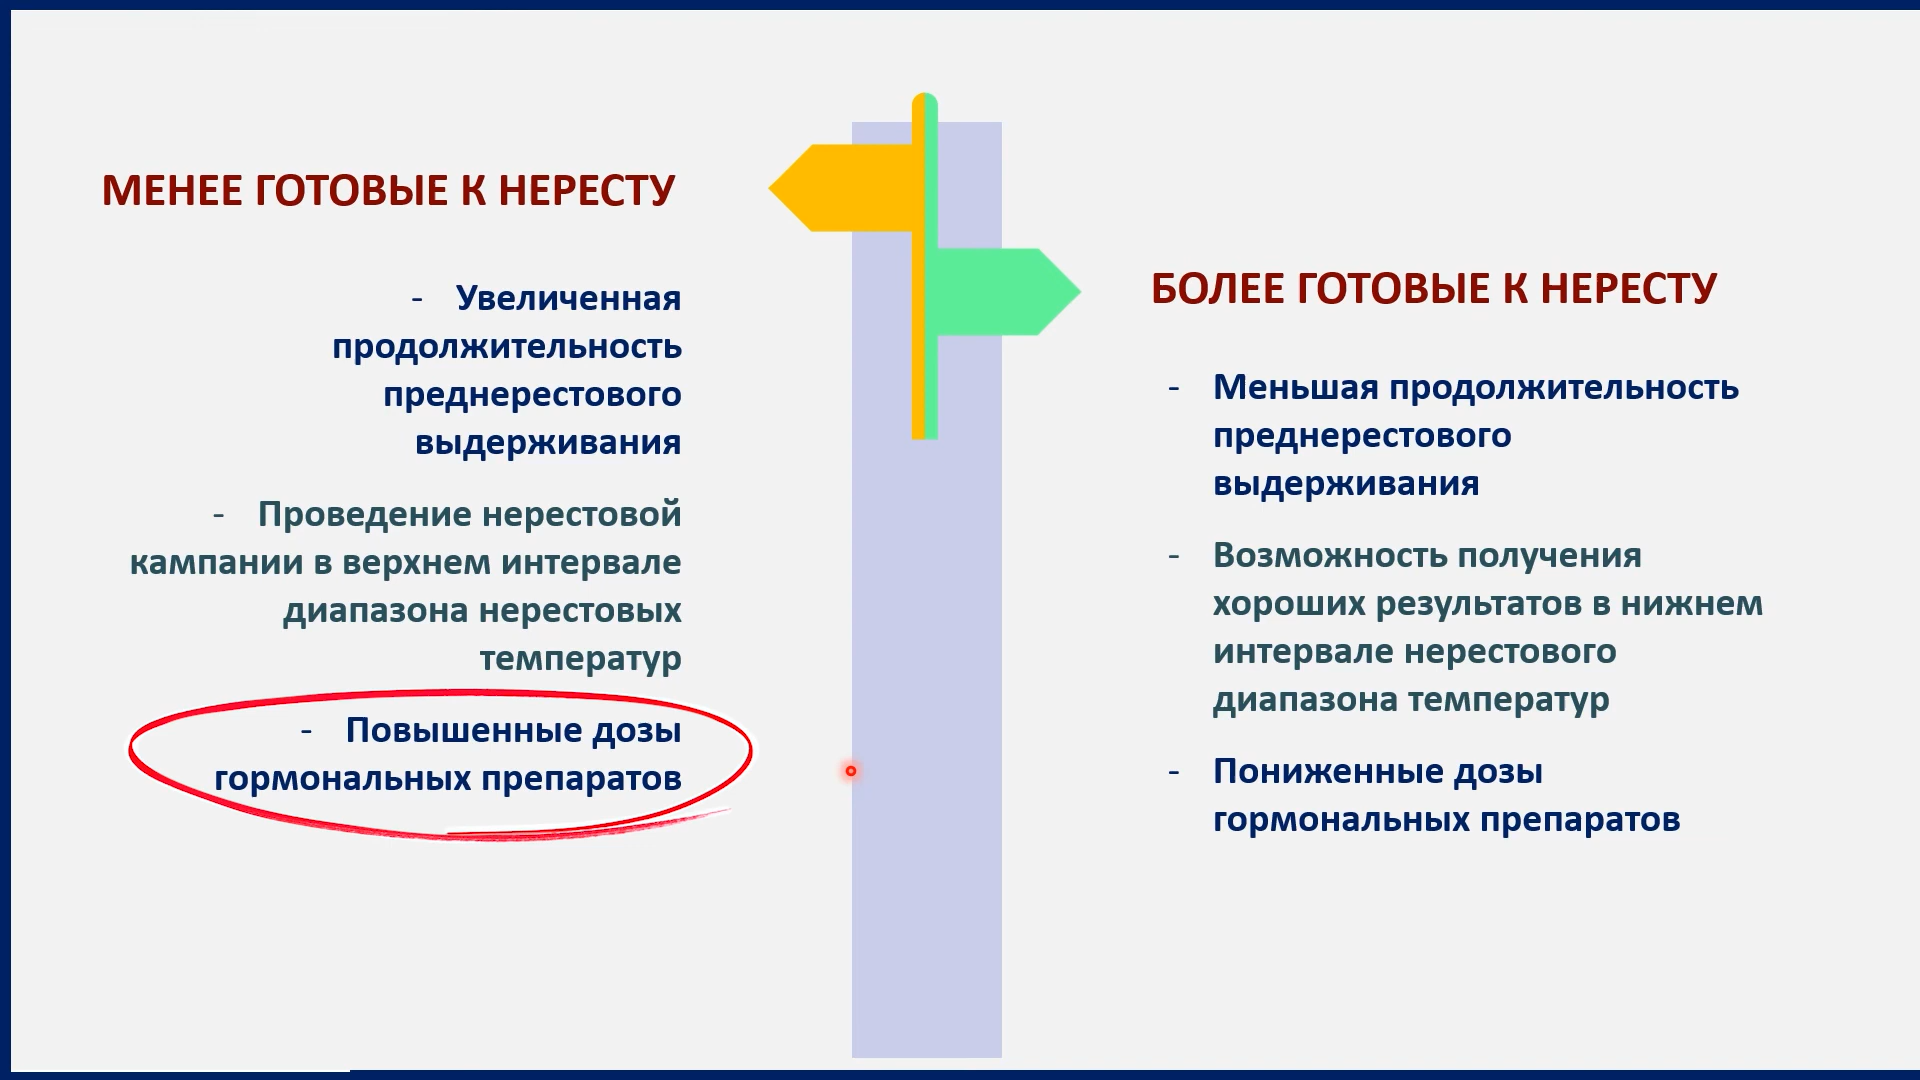 МЕНЕЕ ГОТОВЫЕ К НЕРЕСТУ
- Увеличенная
продолжительность
преднерестового
выдерживания
- Проведение нерестовой
кампании в верхнем интервале
диапазона нерестовых
температур
- Повышенные дозы
гормональных препаратов
БОЛЕЕ ГОТОВЫЕ К НЕРЕСТУ
- Меньшая продолжительность
преднерестового
выдерживания
- Возможность получения
хороших результатов в нижнем
интервале нерестового
диапазона температур
- Пониженные дозы
гормональных препаратов